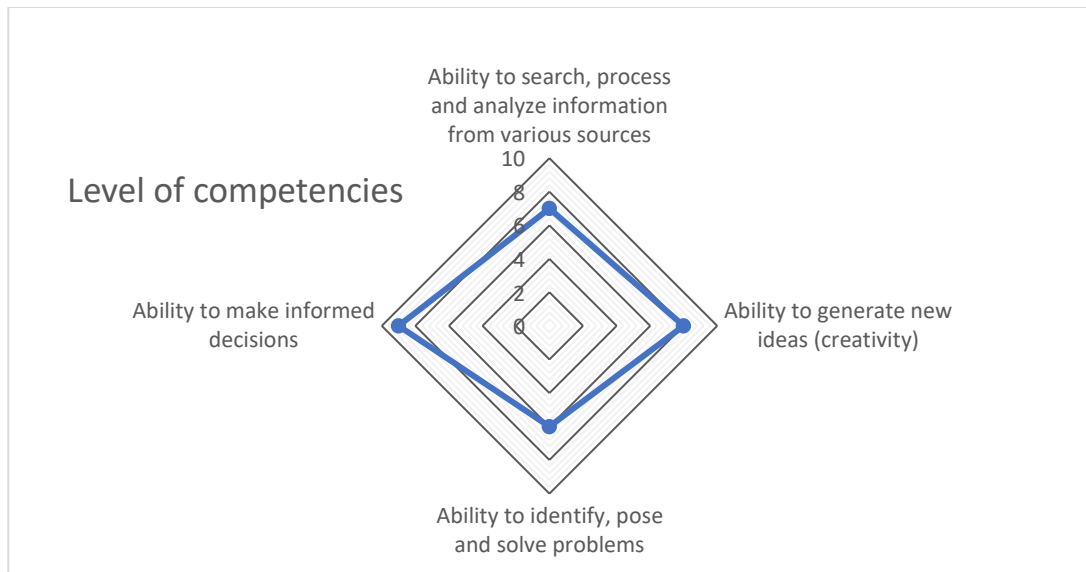 Ability to search, process
and analyze information
from various sources
10
Level of competencies
8
6
4
2
0
Ability to make informed
decisions
Ability to generate new
ideas (creativity)
Ability to identify, pose
and solve problems